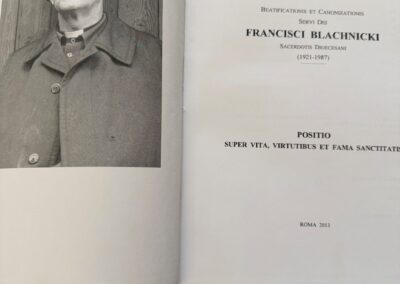 BEATIFICATIONIS ET CANONIZATIONIS
SERVI DEI
FRANCISCI BLACHNICKI
SACERDOTIS DIOECESANI
(1921-1987)
POSITIO
SUPER VITA, VIRTUTIBUS ET FAMA SANCTITATIS
ROMA 2013